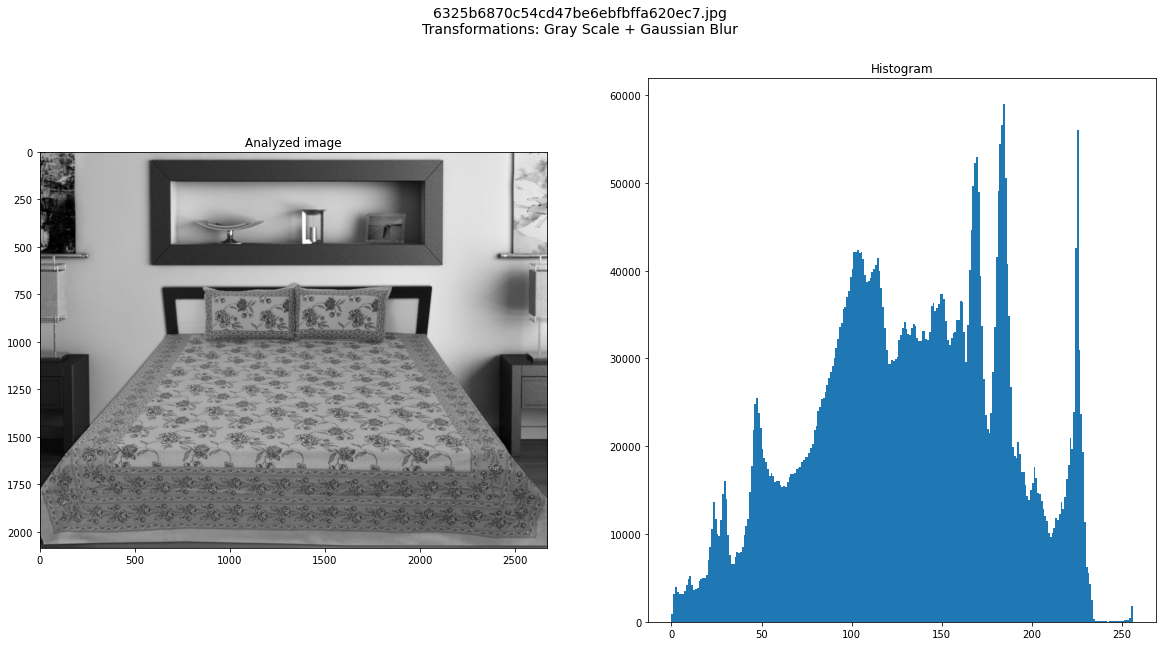 6325b6870c54cd47be6ebfbffa620ec7.jpg
Transformations: Gray Scale + Gaussian Blur
Analyzed image
0
250
500
750
1000
1250
1500
1750
2000
0 500 1000 1500 2000 2500
Histogram
60000
50000
40000
30000
20000
10000
0
0 50 100 150 200 250